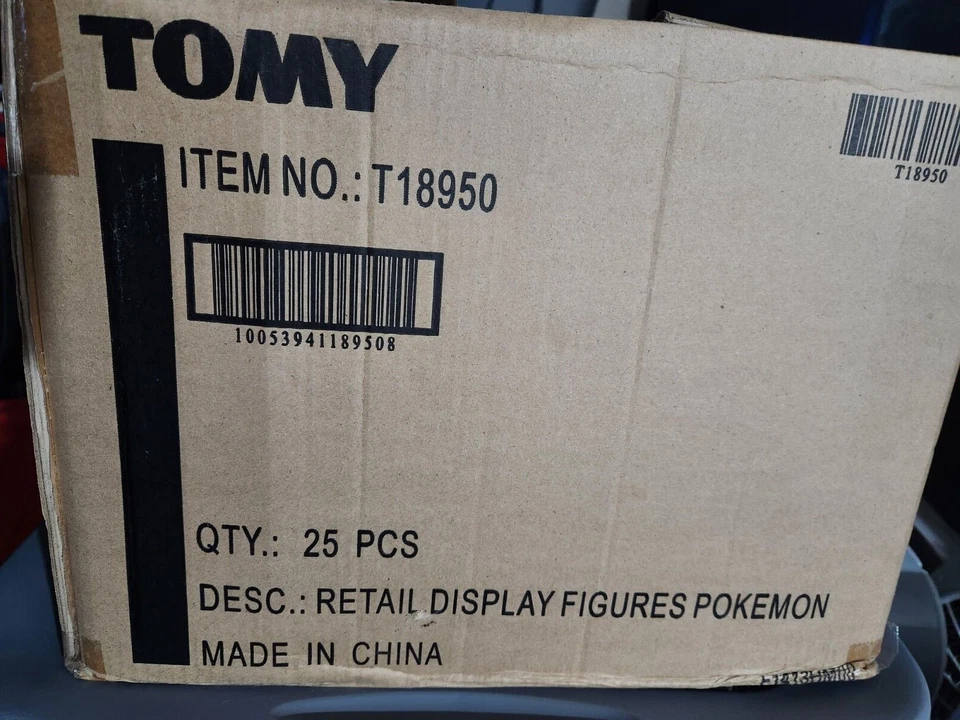 TOMY
T18950
ITEM NO.: T18950
10053941189508
QTY.: 25 PCS
DESC.: RETAIL DISPLAY FIGURES POKEMON
MADE IN CHINA